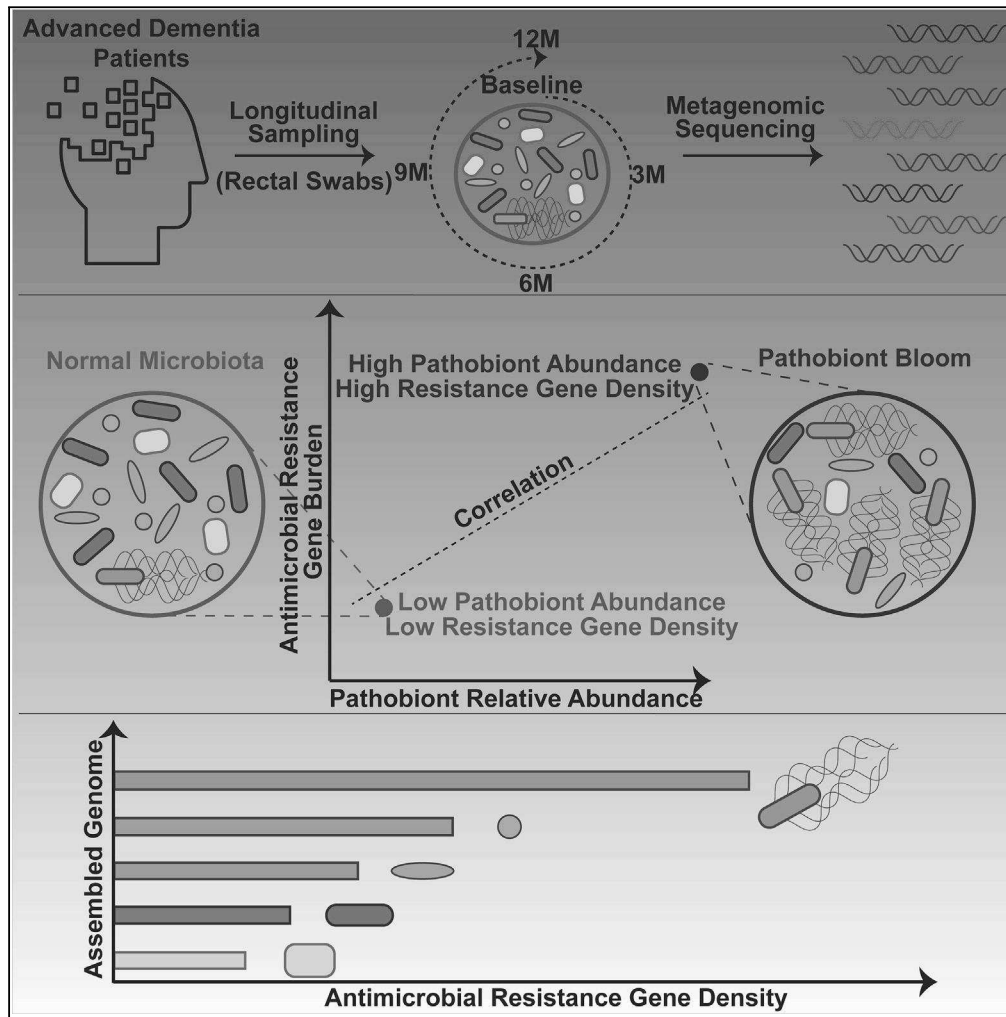 Advanced Dementia
Patients
Longitudinal
Sampling
(Rectal Swabs)
12M
Baseline
9M
3M
6M
Metagenomic
Sequencing
Normal Microbiota
Antimicrobial Resistance
Gene Burden
High Pathobiont Abundance
High Resistance Gene Density
Pathobiont Bloom
Correlation
Low Pathobiont Abundance
Low Resistance Gene Density
Pathobiont Relative Abundance
Assembled Genome
Antimicrobial Resistance Gene Density